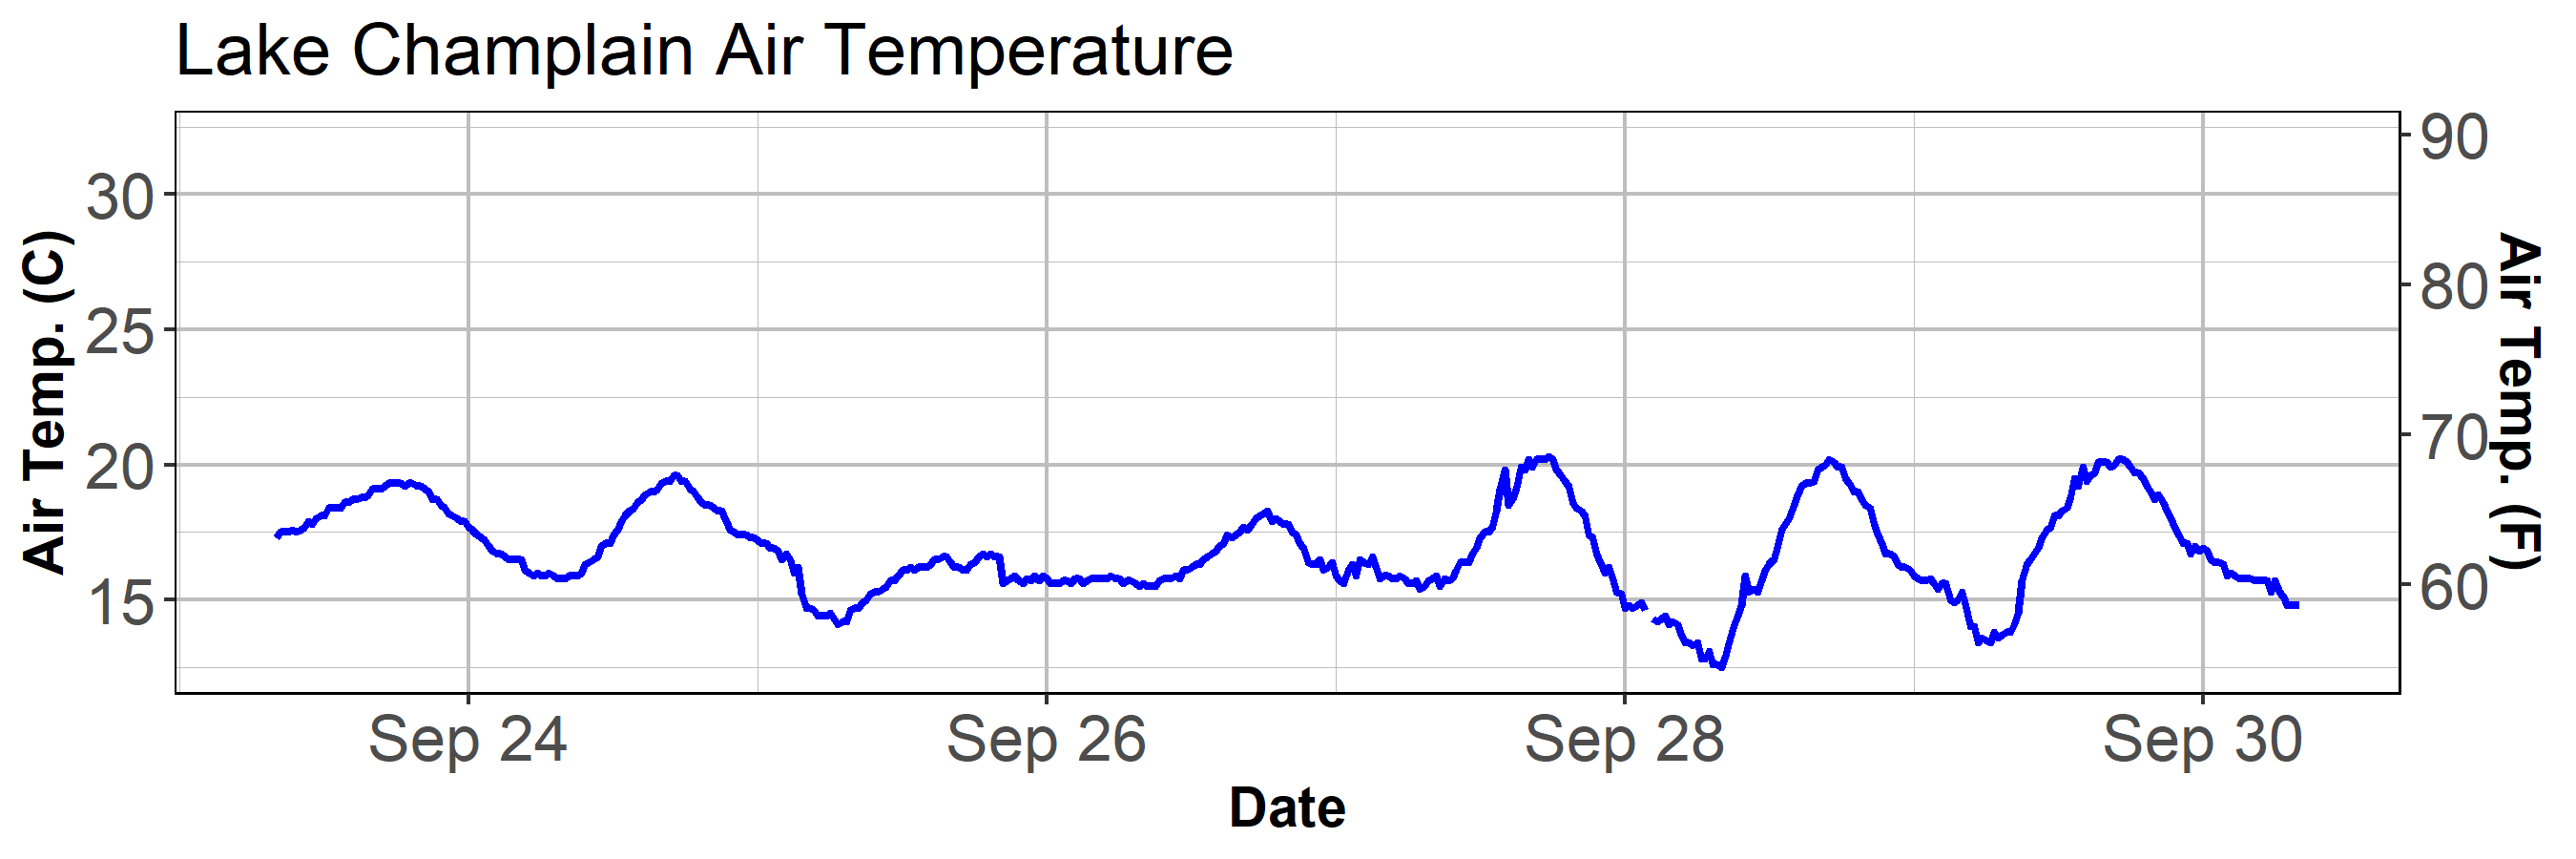 Lake Champlain Air Temperature
Air Temp. (C)
30
25
20
15
90
80
70
60
Air Temp. (F)
Sep 24
Sep 26
Sep 28
Sep 30
Date